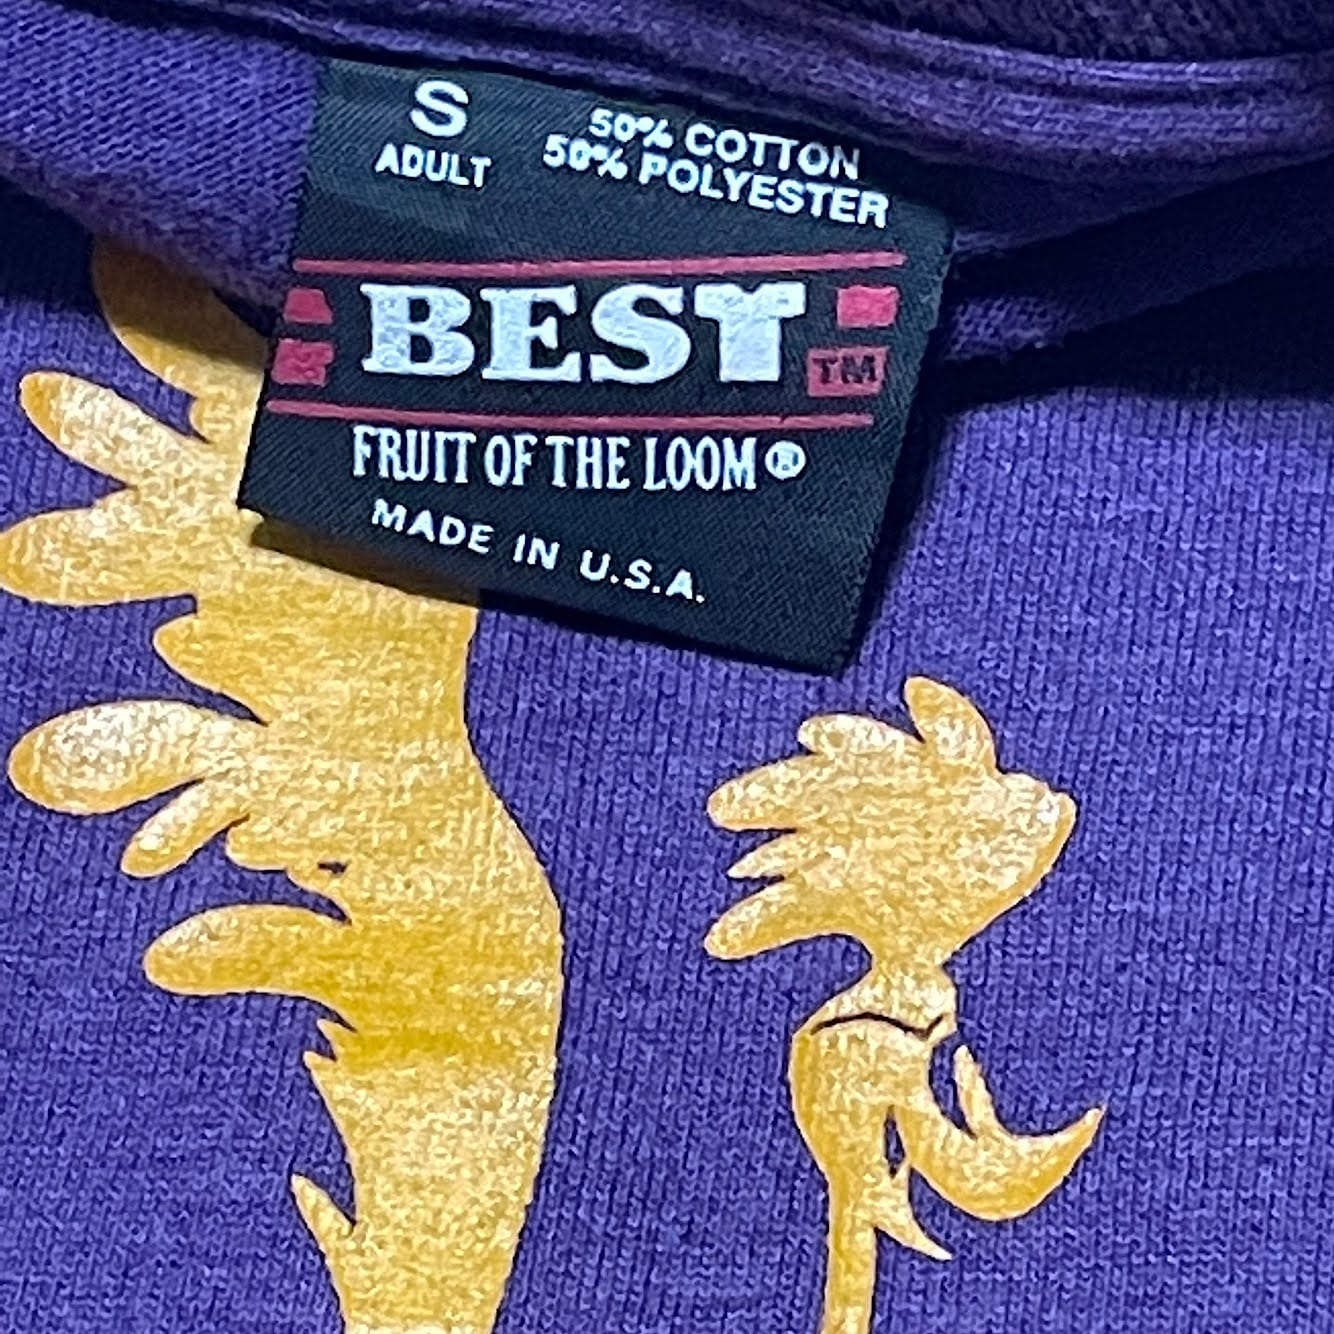 S
ADULT
50% COTTON
50% POLYESTER
BEST
TM
FRUIT OF THE LOOM®
MADE IN U.S.A.